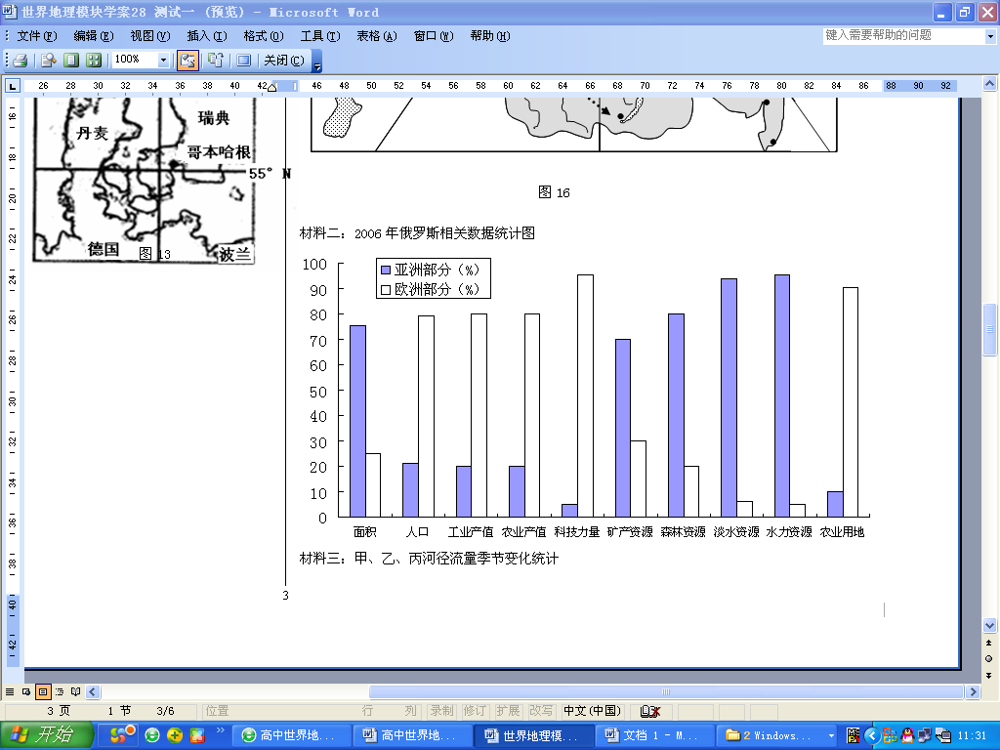 世界地理模块学案28 测试一 (预览) - Microsoft Word
文件(F) 编辑(E) 视图(V) 插入(I) 格式(O) 工具(T) 表格(A) 窗口(W) 帮助(H)
键入需要帮助的问题
100% 关闭(C)
L 26 28 30 32 34 36 38 40 42 46 48 50 52 54 56 58 60 62 64 66 68 70 72 74 76 78 80 82 84 86 88 90 92
16
18
20
22
24
26
28
30
32
34
36
38
40
42
瑞典
丹麦
哥本哈根
55° N
德国
图 13
波兰
图 16
材料二：2006 年俄罗斯相关数据统计图
亚洲部分（%）
欧洲部分（%）
100
90
80
70
60
50
40
30
20
10
0
面积 人口 工业产值 农业产值 科技力量 矿产资源 森林资源 淡水资源 水力资源 农业用地
材料三：甲、乙、丙河径流量季节变化统计
3
3 页 1 节 3/6 位置 行 列 录制 修订 扩展 改写 中文(中国)
开始 高中世界地... 高中世界地... 世界地理模... 文档 1 - M... 2 Windows... 11:31